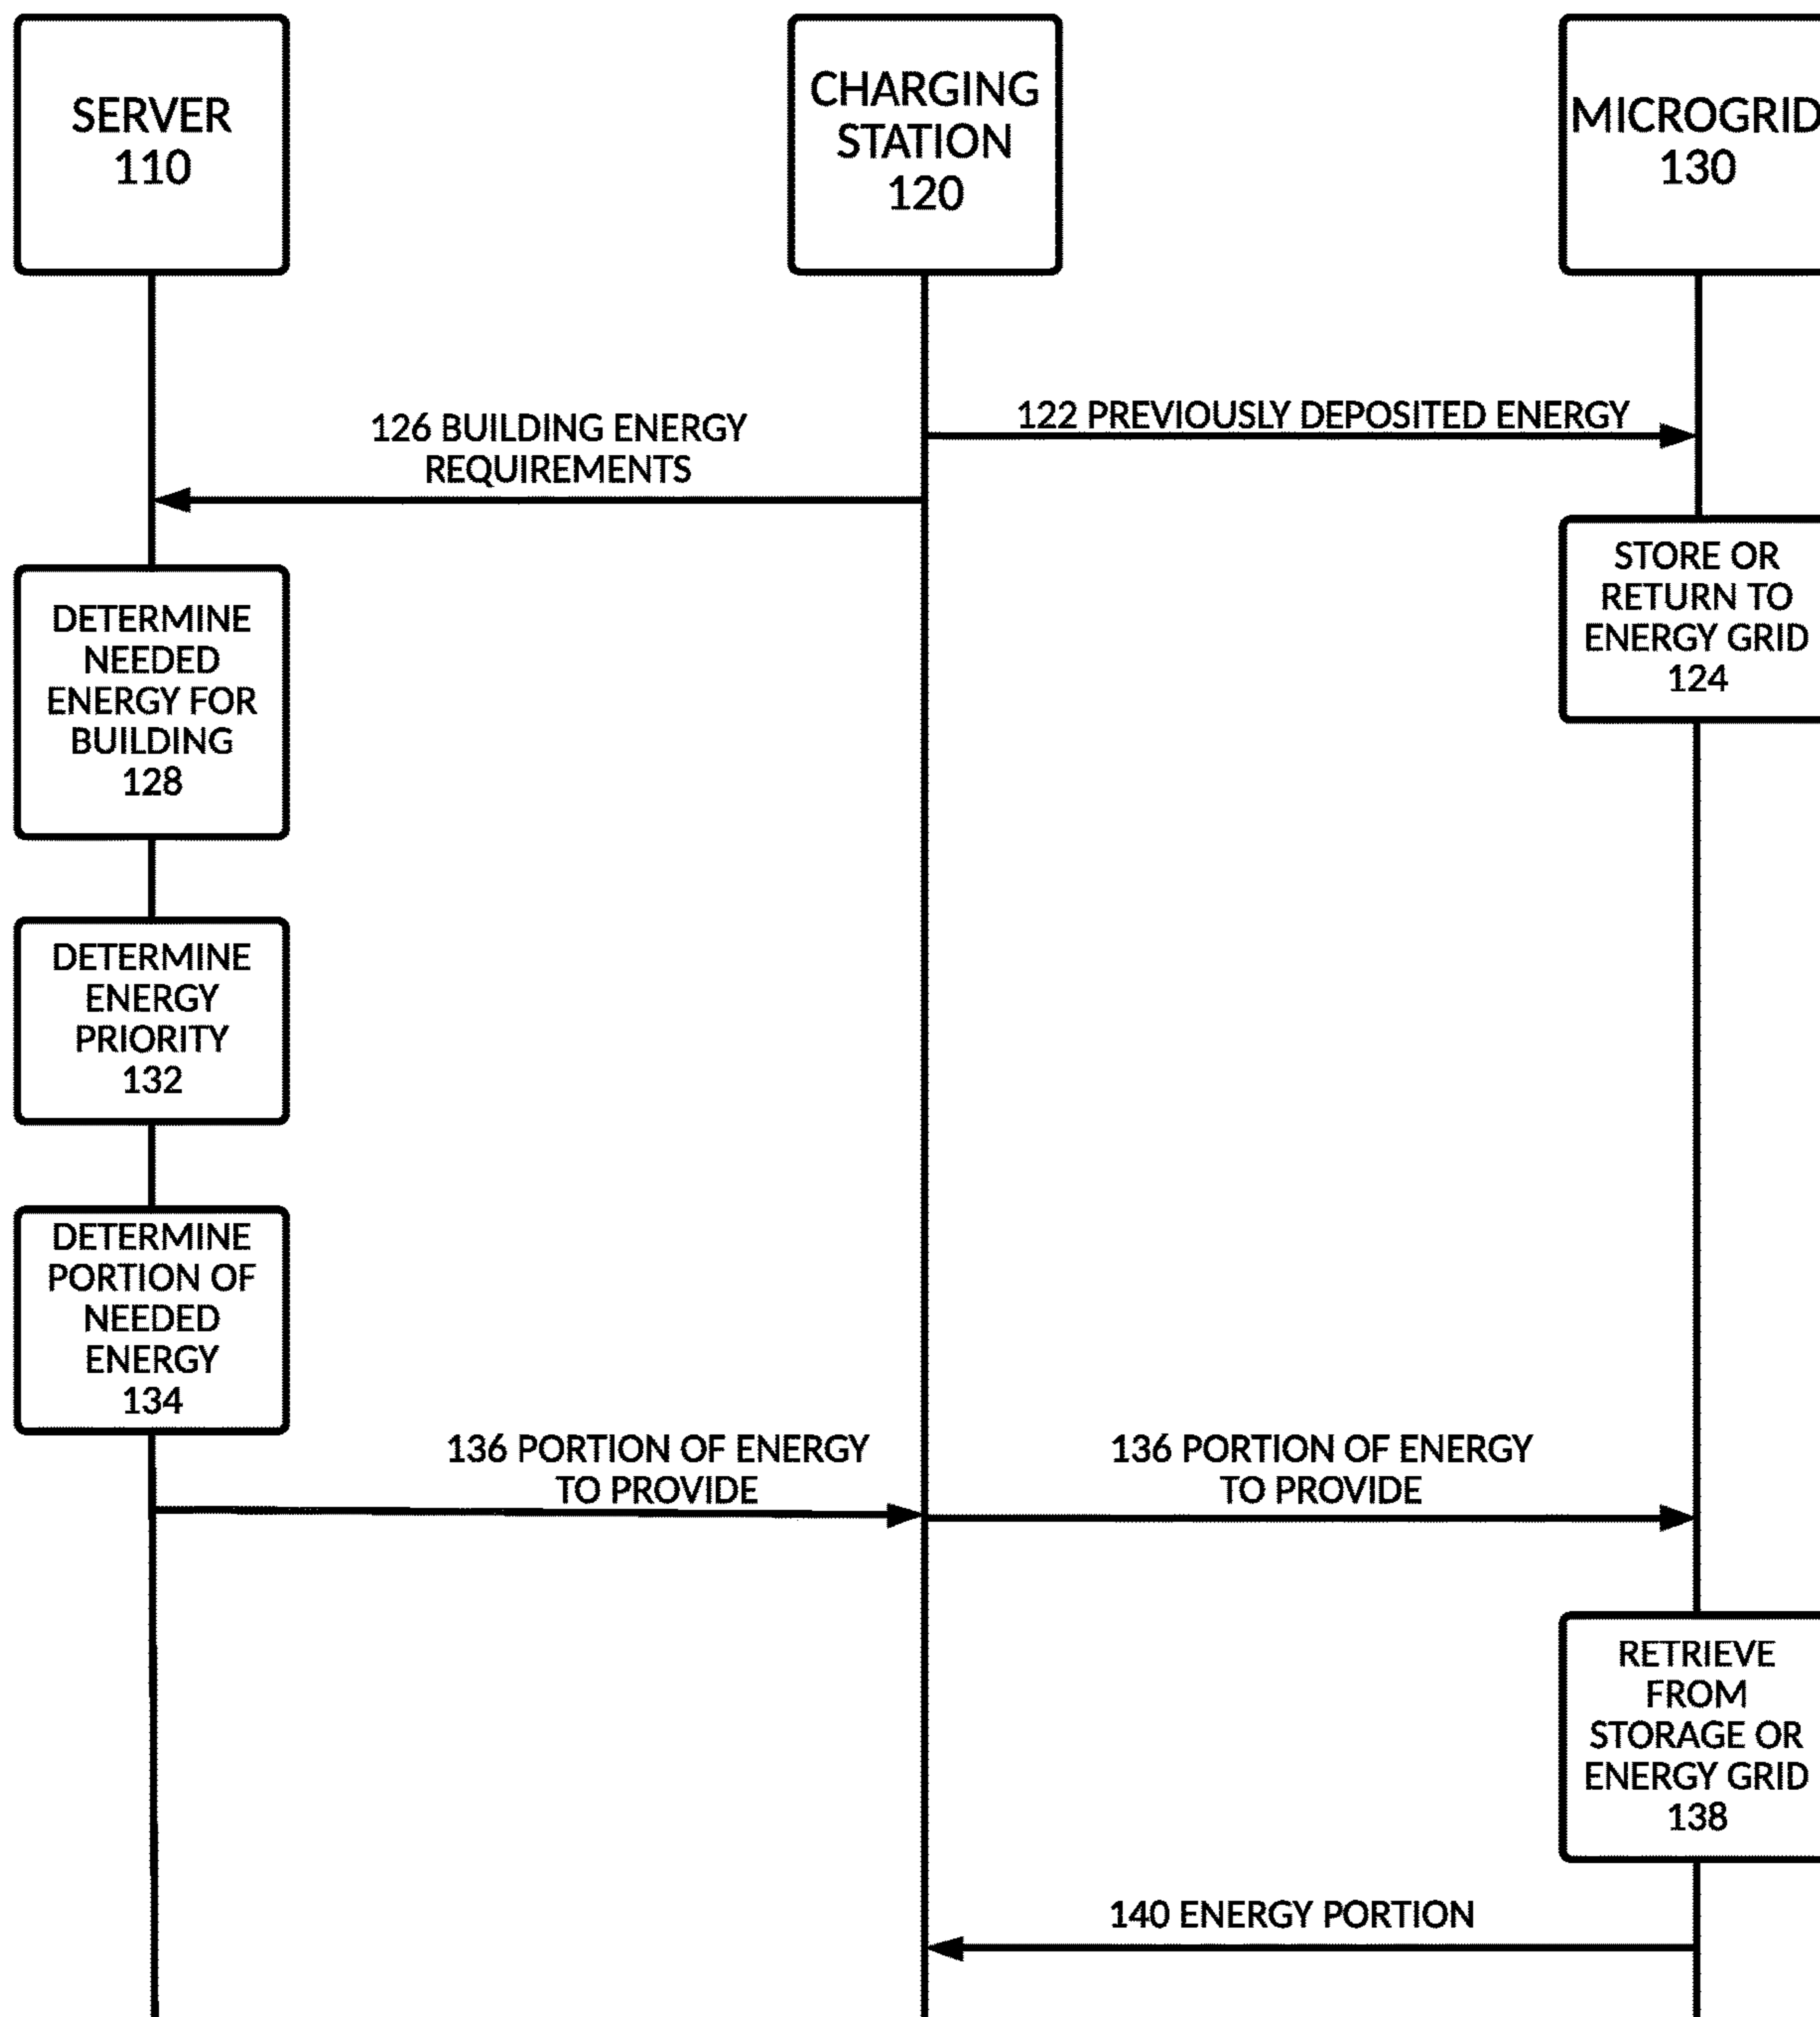 SERVER
110
CHARGING
STATION
120
MICROGRID
130
122 PREVIOUSLY DEPOSITED ENERGY
126 BUILDING ENERGY
REQUIREMENTS
STORE OR
RETURN TO
ENERGY GRID
124
DETERMINE
NEEDED
ENERGY FOR
BUILDING
128
DETERMINE
ENERGY
PRIORITY
132
DETERMINE
PORTION OF
NEEDED
ENERGY
134
136 PORTION OF ENERGY
TO PROVIDE
136 PORTION OF ENERGY
TO PROVIDE
RETRIEVE
FROM
STORAGE OR
ENERGY GRID
138
140 ENERGY PORTION